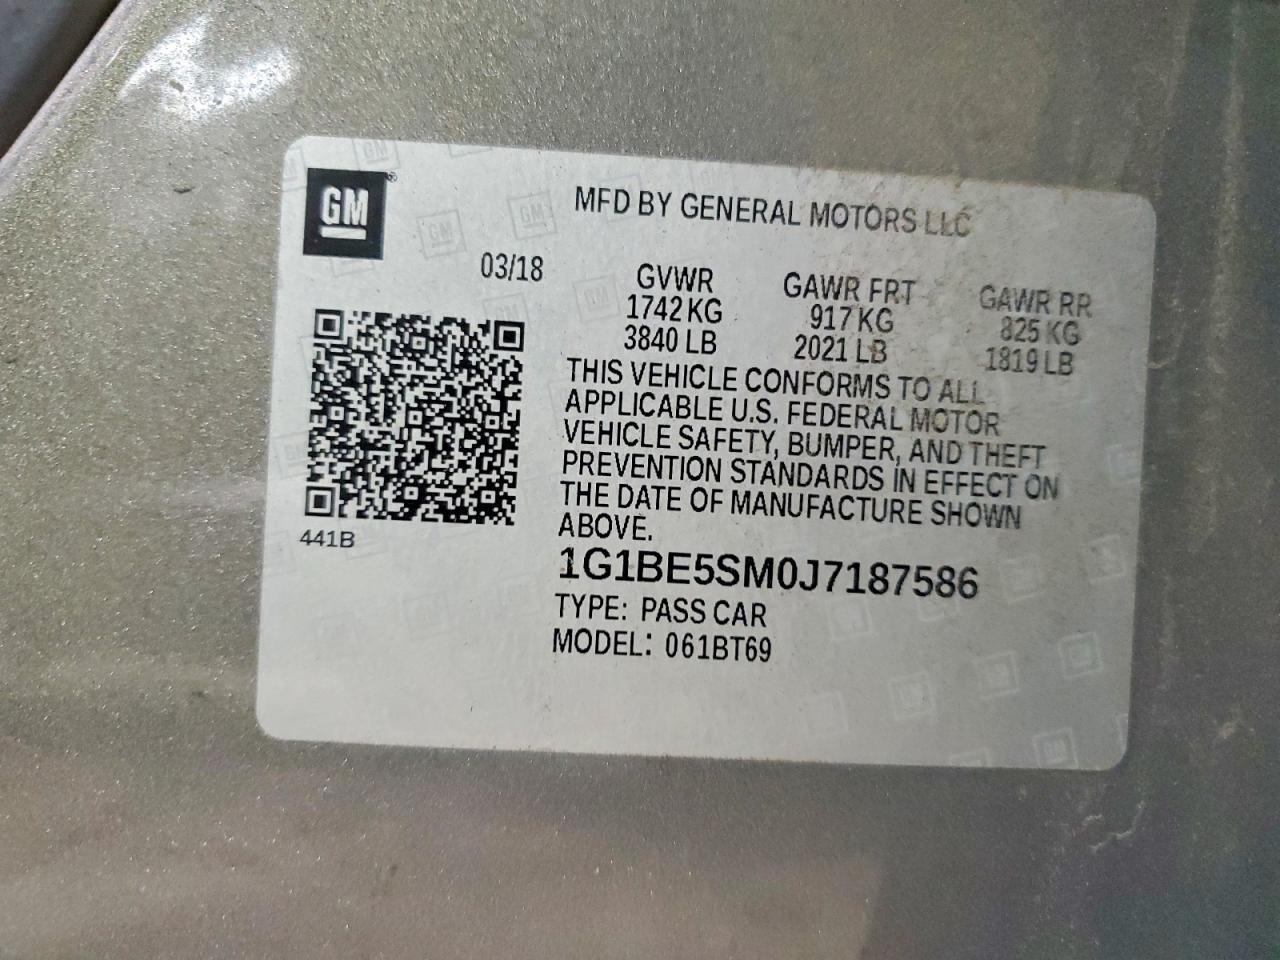 GM
MFD BY GENERAL MOTORS LLC
03/18
GVWR GAWR FRT GAWR RR
1742 KG 917 KG 825 KG
3840 LB 2021 LB 1819 LB
THIS VEHICLE CONFORMS TO ALL
APPLICABLE U.S. FEDERAL MOTOR
VEHICLE SAFETY, BUMPER, AND THEFT
PREVENTION STANDARDS IN EFFECT ON
THE DATE OF MANUFACTURE SHOWN
ABOVE.
441B
1G1BE5SM0J7187586
TYPE: PASS CAR
MODEL: 061BT69